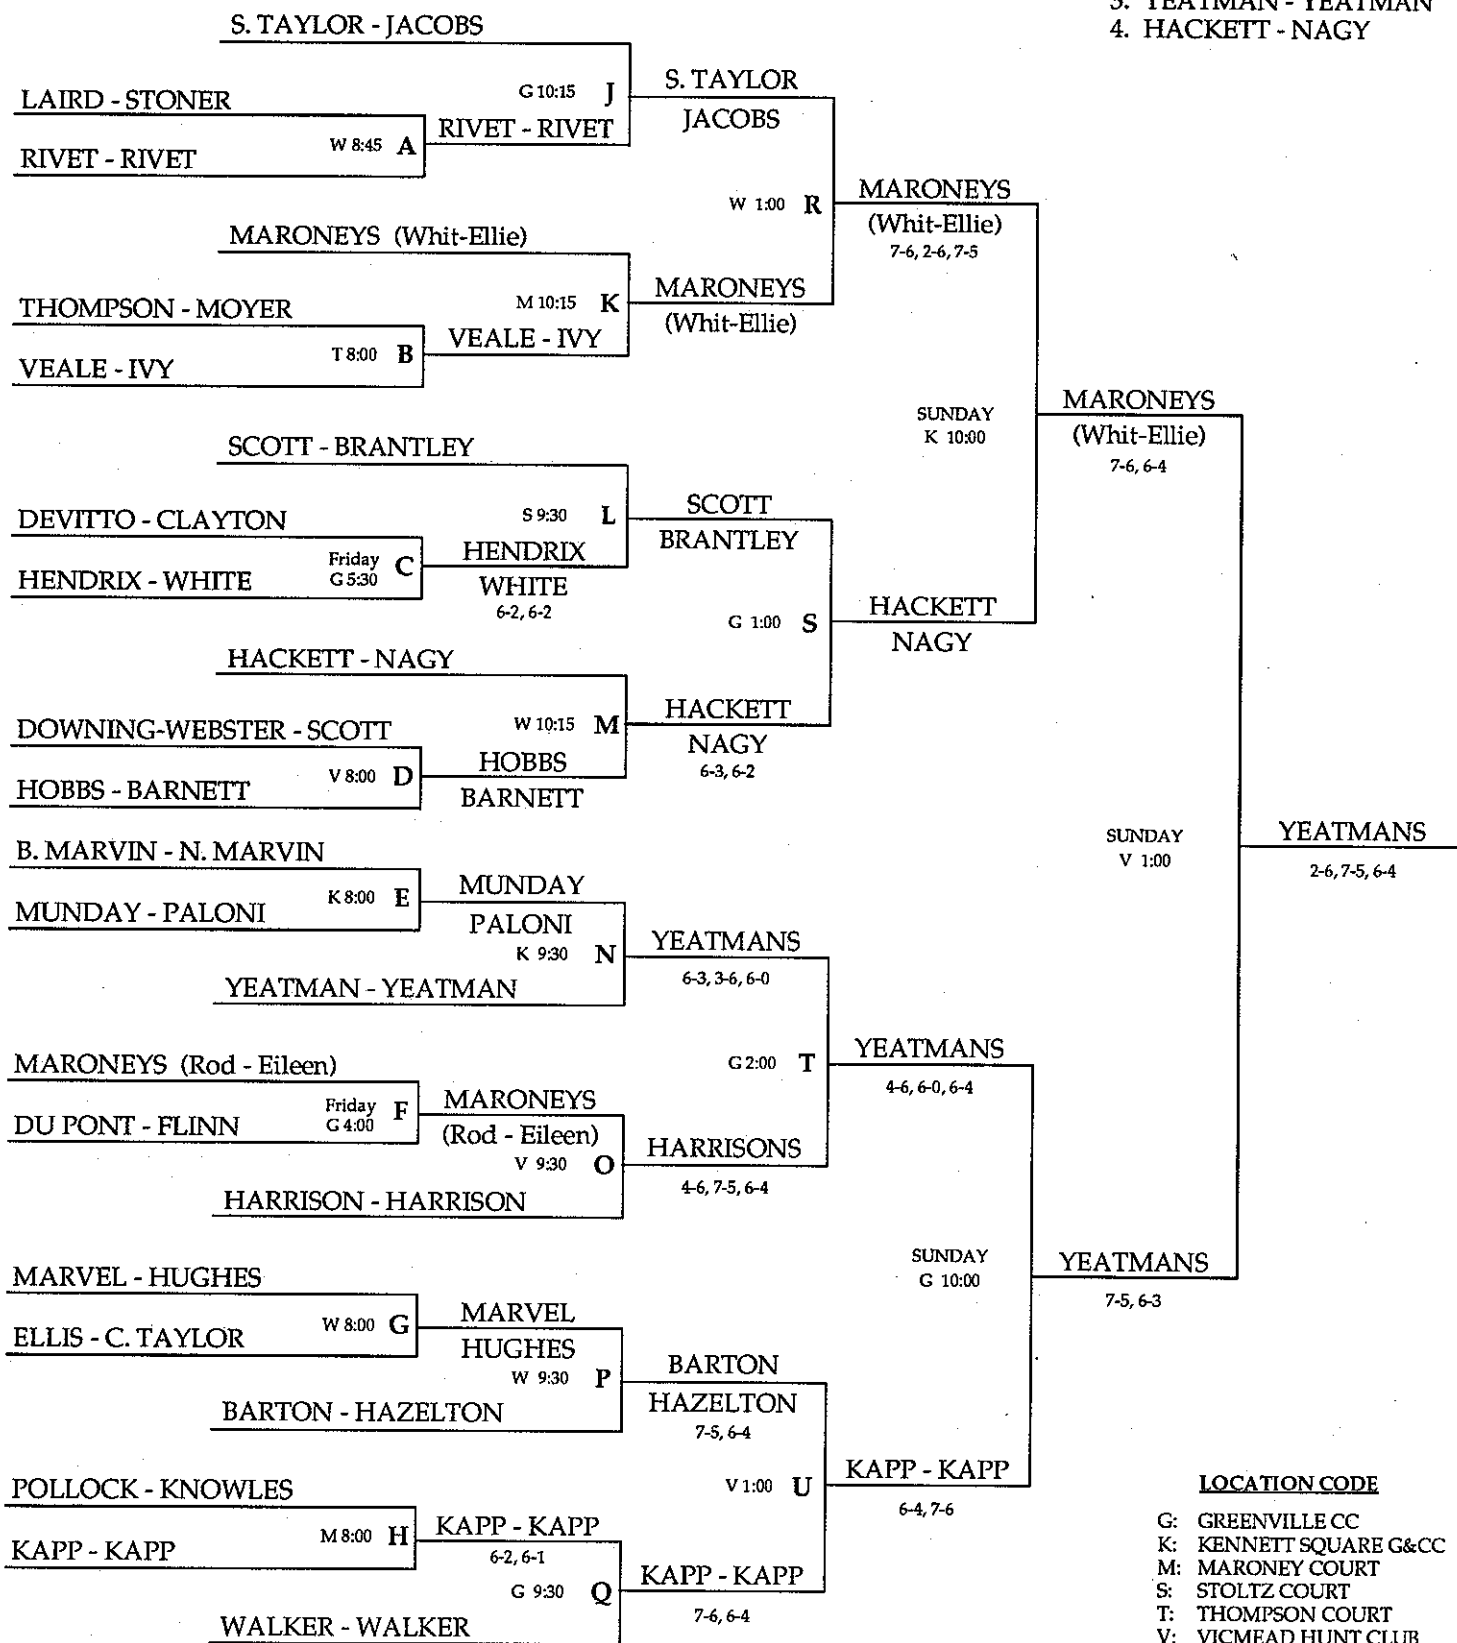 3. YEATMAN - YEATMAN
4. HACKETT - NAGY
S. TAYLOR - JACOBS
LAIRD - STONER
RIVET - RIVET
W 8:45 A
G 10:15 J
RIVET - RIVET
S. TAYLOR
JACOBS
MARONEYS (Whit-Ellie)
THOMPSON - MOYER
VEALE - IVY
T 8:00 B
M 10:15 K
VEALE - IVY
MARONEYS
(Whit-Ellie)
W 1:00 R
MARONEYS
(Whit-Ellie)
7-6, 2-6, 7-5
SCOTT - BRANTLEY
DEVITTO - CLAYTON
HENDRIX - WHITE
Friday
G 5:30 C
S 9:30 L
HENDRIX
WHITE
6-2, 6-2
SCOTT
BRANTLEY
HACKETT - NAGY
DOWNING-WEBSTER - SCOTT
HOBBS - BARNETT
V 8:00 D
W 10:15 M
HOBBS
BARNETT
HACKETT
NAGY
6-3, 6-2
G 1:00 S
HACKETT
NAGY
SUNDAY
K 10:00
MARONEYS
(Whit-Ellie)
7-6, 6-4
B. MARVIN - N. MARVIN
MUNDAY - PALONI
K 8:00 E
MUNDAY
PALONI
K 9:30 N
YEATMAN - YEATMAN
YEATMANS
6-3, 3-6, 6-0
MARONEYS (Rod - Eileen)
DU PONT - FLINN
Friday
G 4:00 F
MARONEYS
(Rod - Eileen)
V 9:30 O
HARRISON - HARRISON
HARRISONS
4-6, 7-5, 6-4
G 2:00 T
YEATMANS
4-6, 6-0, 6-4
MARVEL - HUGHES
ELLIS - C. TAYLOR
W 8:00 G
MARVEL
HUGHES
W 9:30 P
BARTON - HAZELTON
BARTON
HAZELTON
7-5, 6-4
POLLOCK - KNOWLES
KAPP - KAPP
M 8:00 H
KAPP - KAPP
6-2, 6-1
G 9:30 Q
WALKER - WALKER
KAPP - KAPP
7-6, 6-4
V 1:00 U
KAPP - KAPP
6-4, 7-6
SUNDAY
G 10:00
YEATMANS
7-5, 6-3
SUNDAY
V 1:00
YEATMANS
2-6, 7-5, 6-4
LOCATION CODE
G: GREENVILLE CC
K: KENNETT SQUARE G&CC
M: MARONEY COURT
S: STOLTZ COURT
T: THOMPSON COURT
V: VICMEAD HUNT CLUB